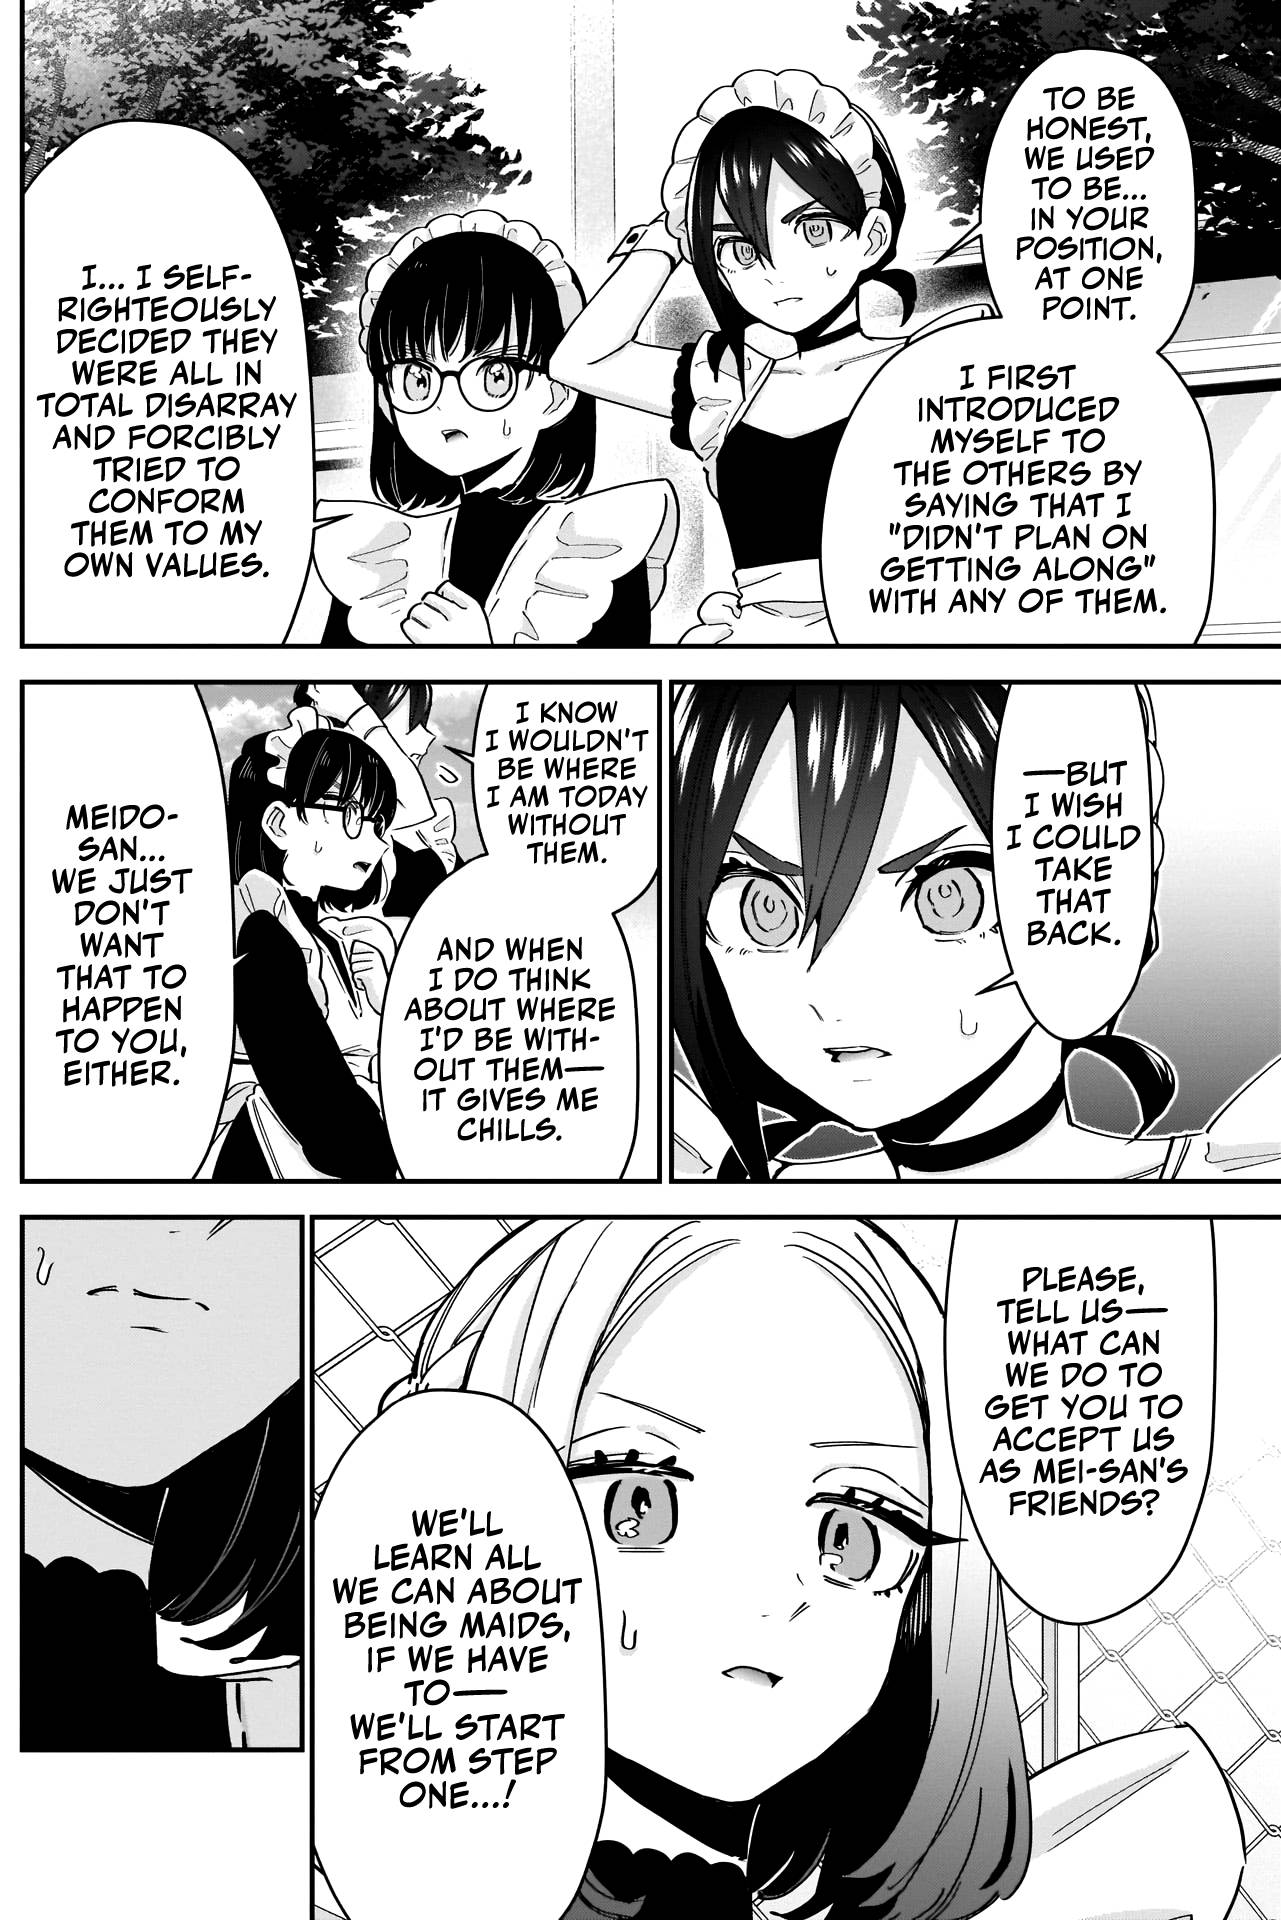 TO BE
HONEST,
WE USED
TO BE...
IN YOUR
POSITION,
AT ONE
POINT.
I FIRST
INTRODUCED
MYSELF TO
THE OTHERS BY
SAYING THAT I
"DIDN'T PLAN ON
GETTING ALONG"
WITH ANY OF THEM.
I... I SELF-
RIGHTEOUSLY
DECIDED THEY
WERE ALL IN
TOTAL DISARRAY
AND FORCIBLY
TRIED TO
CONFORM
THEM TO MY
OWN VALUES.
—BUT
I WISH
I COULD
TAKE
THAT
BACK.
I KNOW
I WOULDN'T
BE WHERE
I AM TODAY
WITHOUT
THEM.
AND WHEN
I DO THINK
ABOUT WHERE
I'D BE WITH-
OUT THEM—
IT GIVES ME
CHILLS.
MEIDO-
SAN...
WE JUST
DON'T
WANT
THAT TO
HAPPEN
TO YOU,
EITHER.
PLEASE,
TELL US—
WHAT CAN
WE DO TO
GET YOU TO
ACCEPT US
AS MEI-SAN'S
FRIENDS?
WE'LL
LEARN ALL
WE CAN ABOUT
BEING MAIDS,
IF WE HAVE
TO—
WE'LL START
FROM STEP
ONE...!